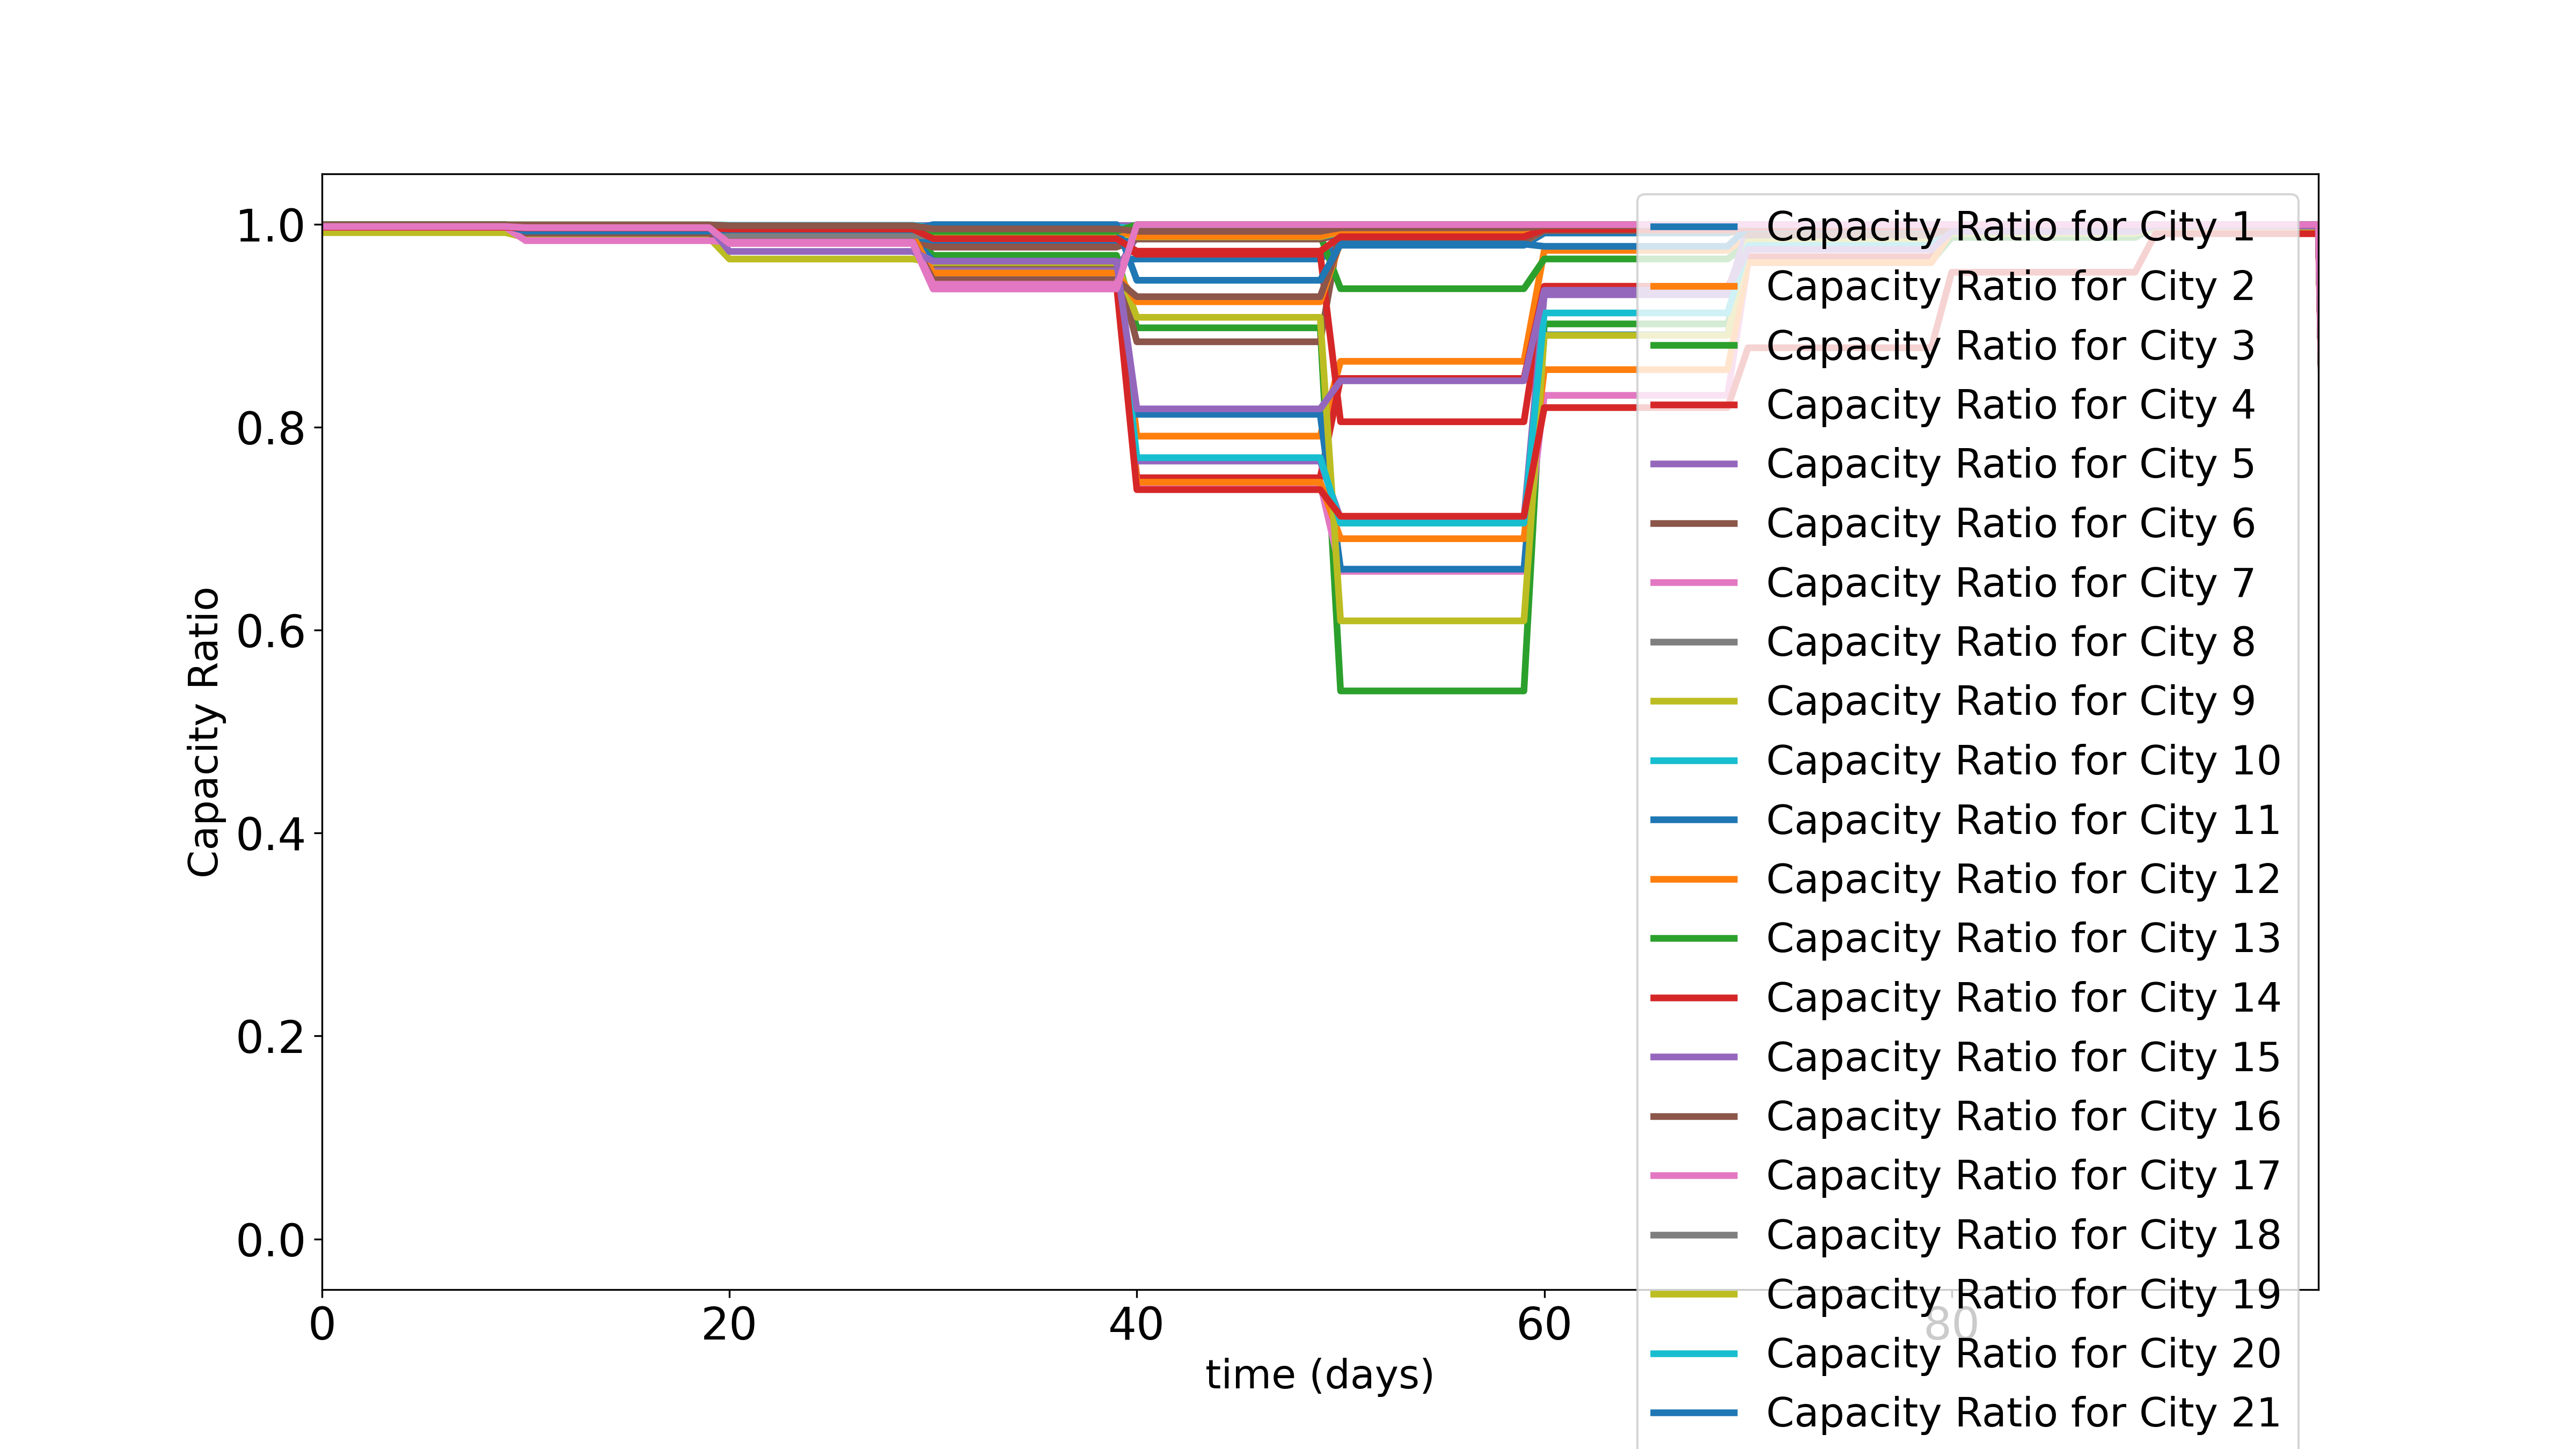 1.0
0.8
0.6
0.4
0.2
0.0
Capacity Ratio
0
20
40
60
80
time (days)
Capacity Ratio for City 1
Capacity Ratio for City 2
Capacity Ratio for City 3
Capacity Ratio for City 4
Capacity Ratio for City 5
Capacity Ratio for City 6
Capacity Ratio for City 7
Capacity Ratio for City 8
Capacity Ratio for City 9
Capacity Ratio for City 10
Capacity Ratio for City 11
Capacity Ratio for City 12
Capacity Ratio for City 13
Capacity Ratio for City 14
Capacity Ratio for City 15
Capacity Ratio for City 16
Capacity Ratio for City 17
Capacity Ratio for City 18
Capacity Ratio for City 19
Capacity Ratio for City 20
Capacity Ratio for City 21